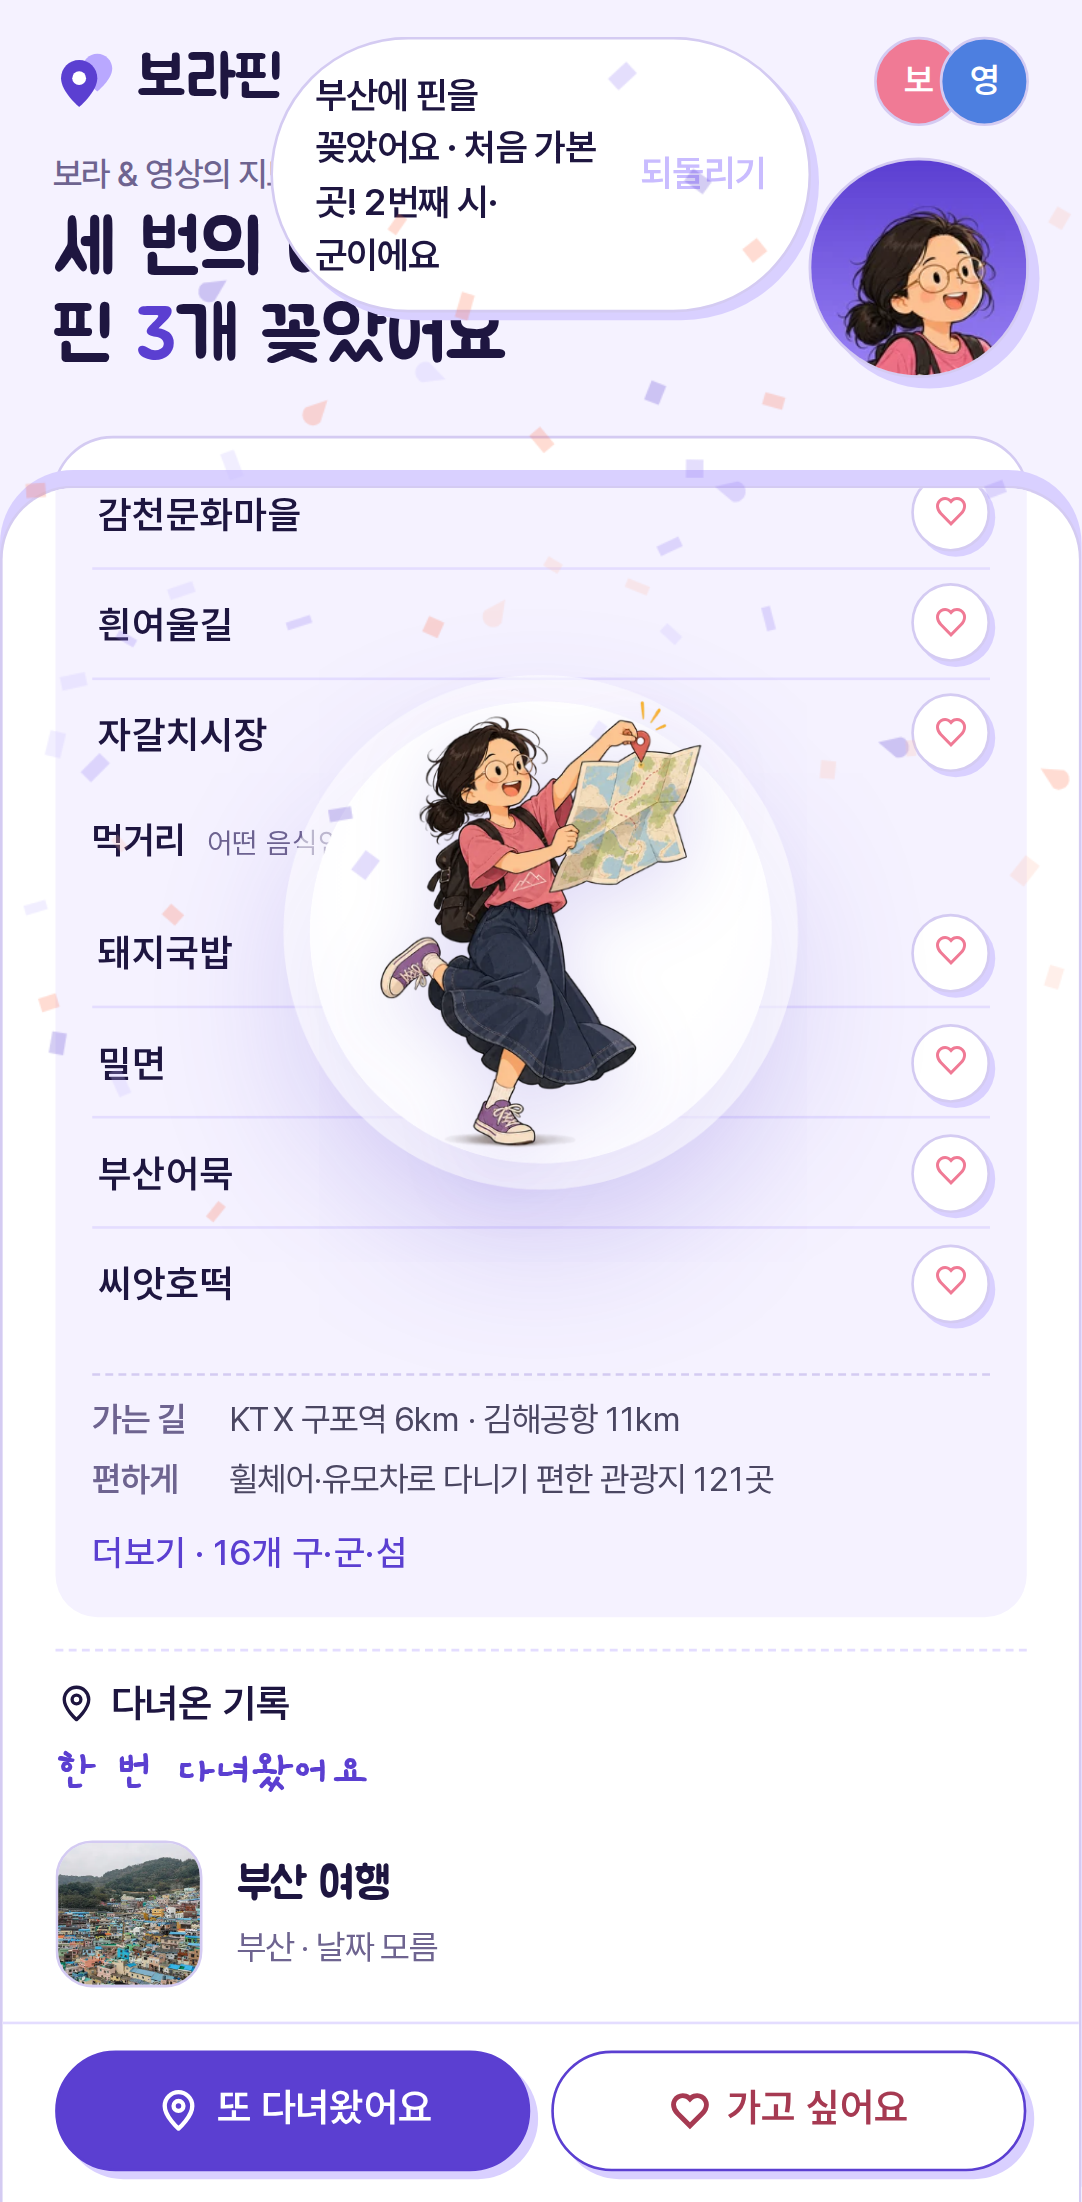 보라핀
부산에 핀을
꽂았어요 · 처음 가본
곳! 2번째 시·
군이에요
되돌리기
보 영
보라 & 영상의
세 번의
핀 3개 꽂았어요
감천문화마을
흰여울길
자갈치시장
먹거리 어떤
돼지국밥
밀면
부산어묵
씨앗호떡
가는 길 KTX 구포역 6km · 김해공항 11km
편하게 휠체어·유모차로 다니기 편한 관광지 121곳
더보기 · 16개 구·군·섬
다녀온 기록
한 번 다녀왔어요
부산 여행
부산 · 날짜 모름
또 다녀왔어요
가고 싶어요